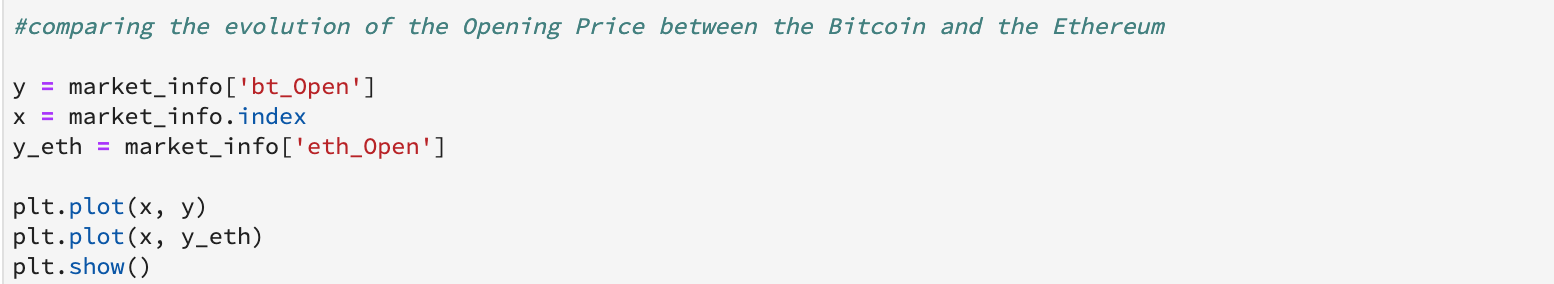 #comparing the evolution of the Opening Price between the Bitcoin and the Ethereum
y = market_info['bt_Open']
x = market_info.index
y_eth = market_info['eth_Open']
plt.plot(x, y)
plt.plot(x, y_eth)
plt.show()